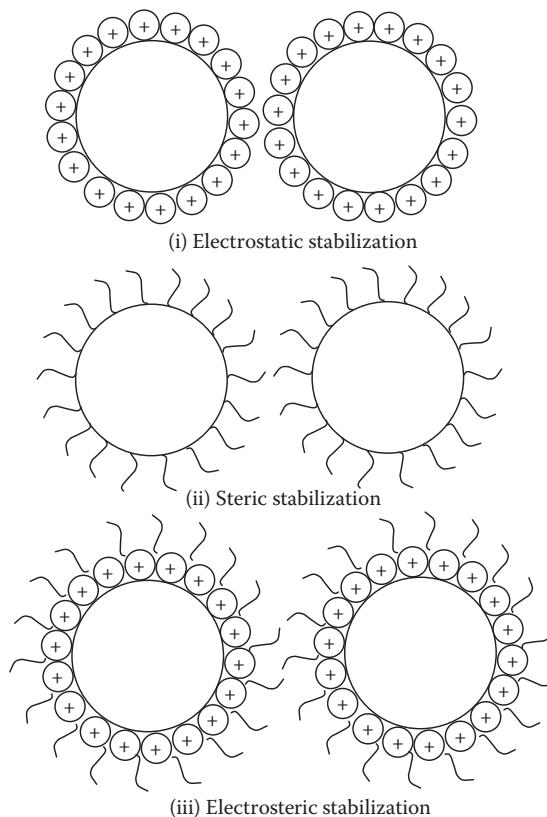 (i) Electrostatic stabilization
(ii) Steric stabilization
(iii) Electrosteric stabilization